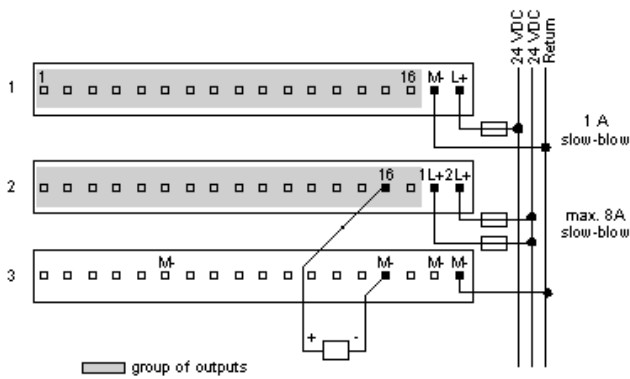 24 VDC
24 VDC
Return
1
1 16 M- L+
1 A
slow-blow
2
16 1L+2L+
max. 8A
slow-blow
3
M- M- M- M-
+ -
group of outputs